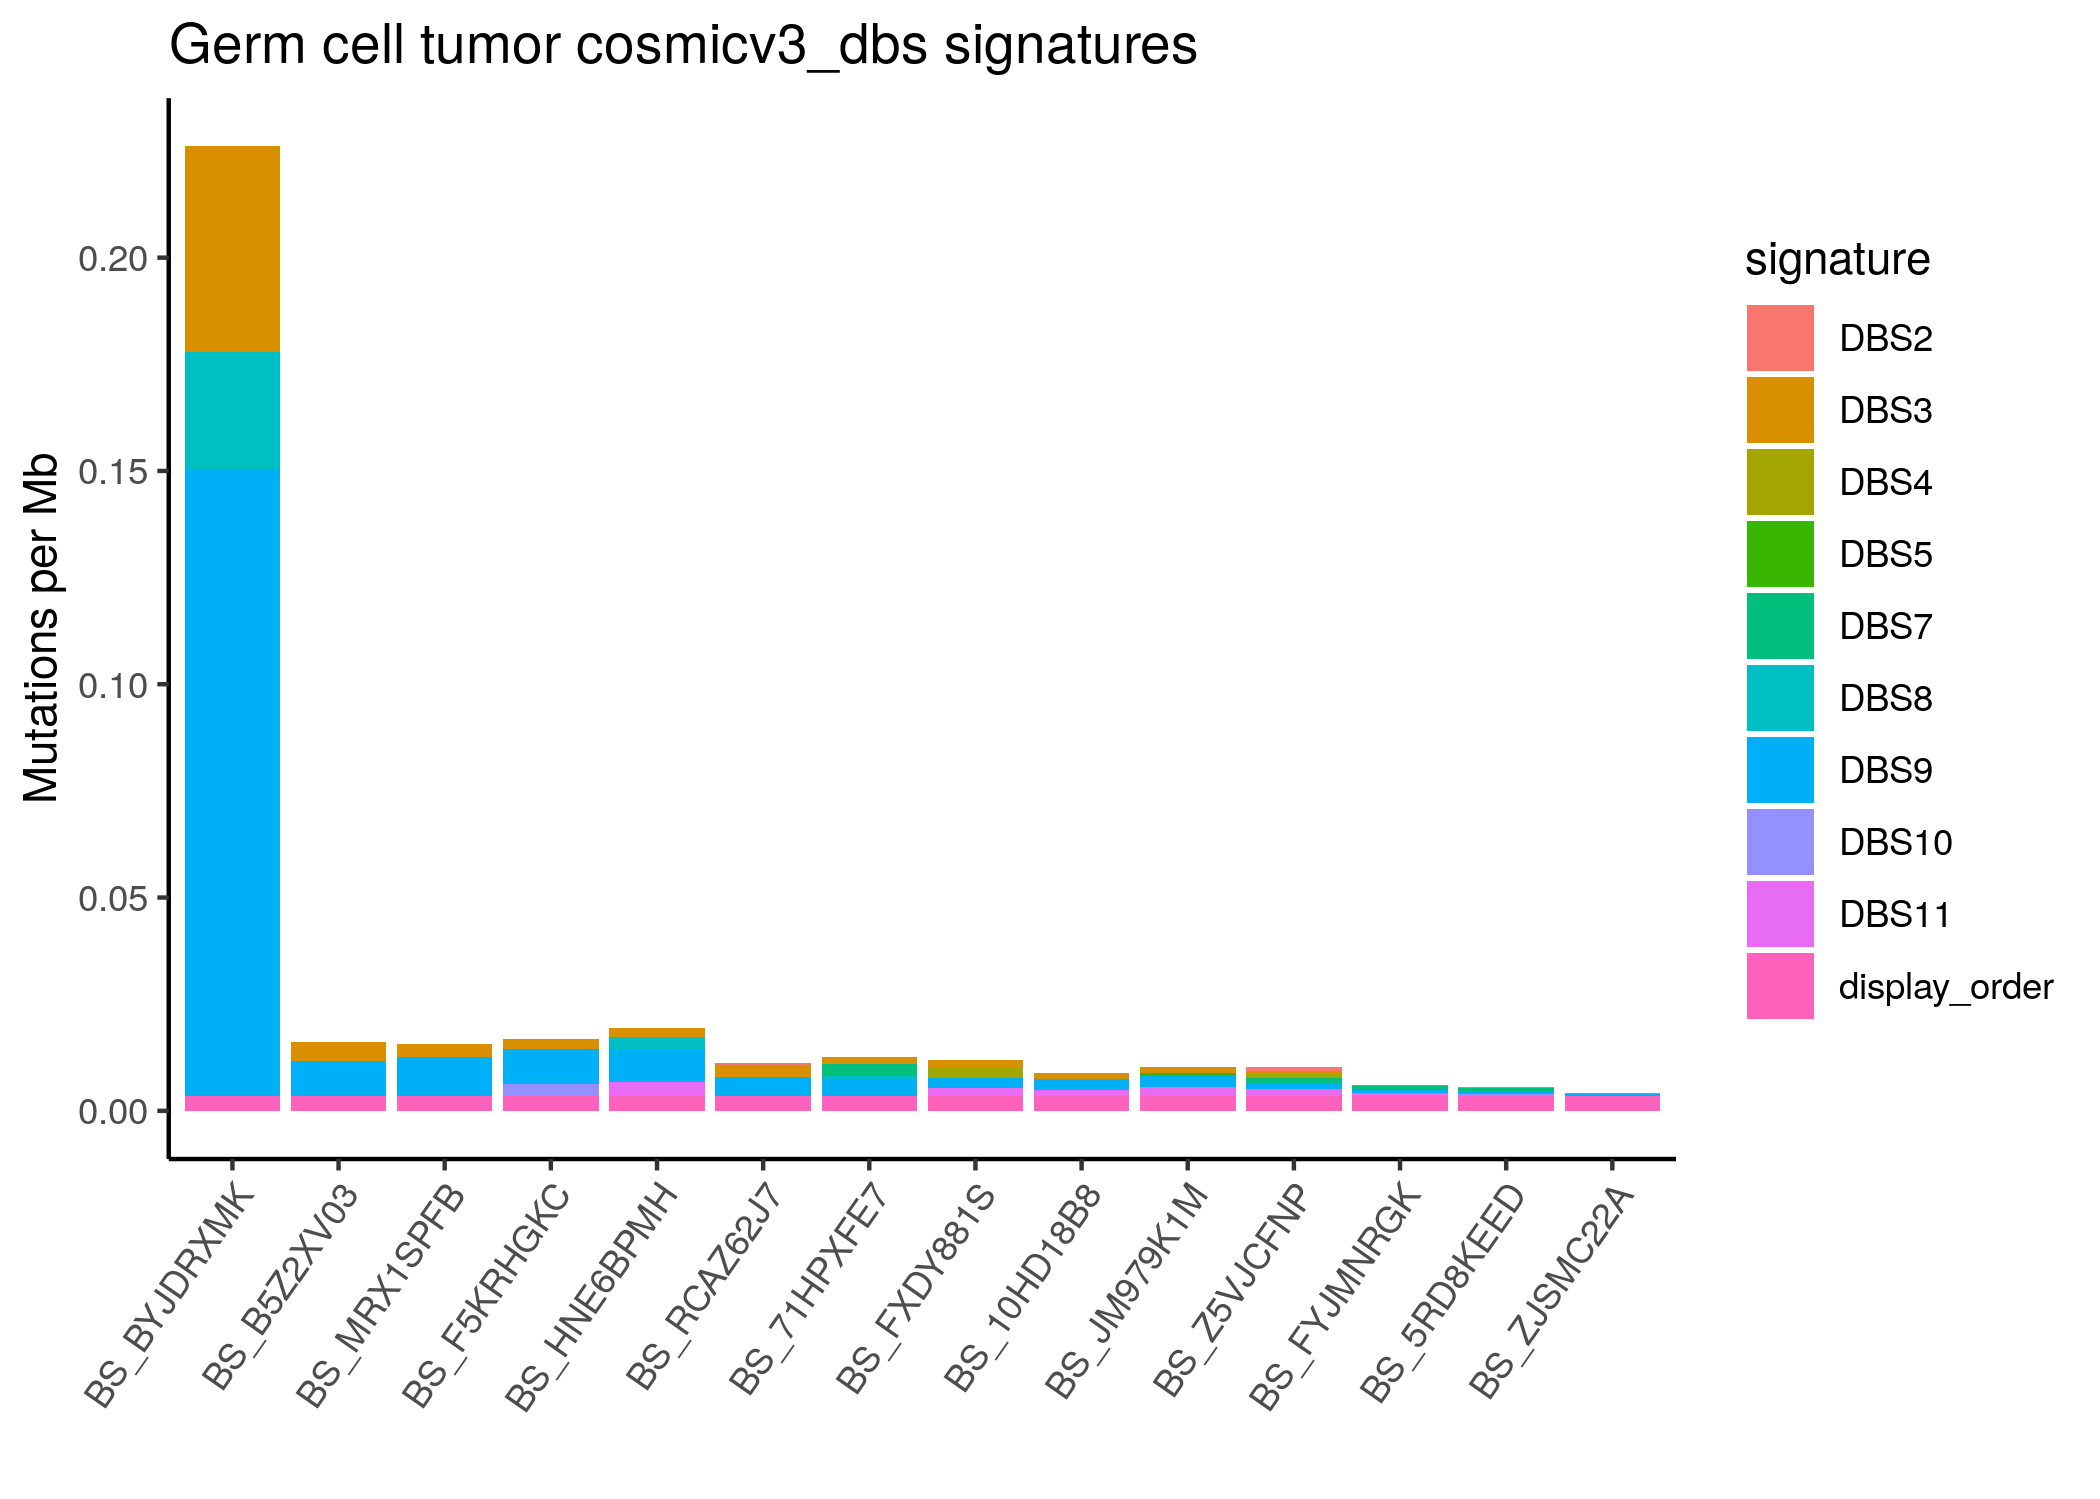 Germ cell tumor cosmicv3_dbs signatures
Mutations per Mb
0.20
0.15
0.10
0.05
0.00
BS_BYJDRXMK
BS_B5Z2XV03
BS_MRX1SPFB
BS_F5KRHGKC
BS_HNE6BPMH
BS_RCAZ62J7
BS_71HPXFE7
BS_FXDY881S
BS_10HD18B8
BS_JM979K1M
BS_Z5VJCFNP
BS_FYJMNRGK
BS_5RD8KEED
BS_ZJSMC22A
signature
DBS2
DBS3
DBS4
DBS5
DBS7
DBS8
DBS9
DBS10
DBS11
display_order